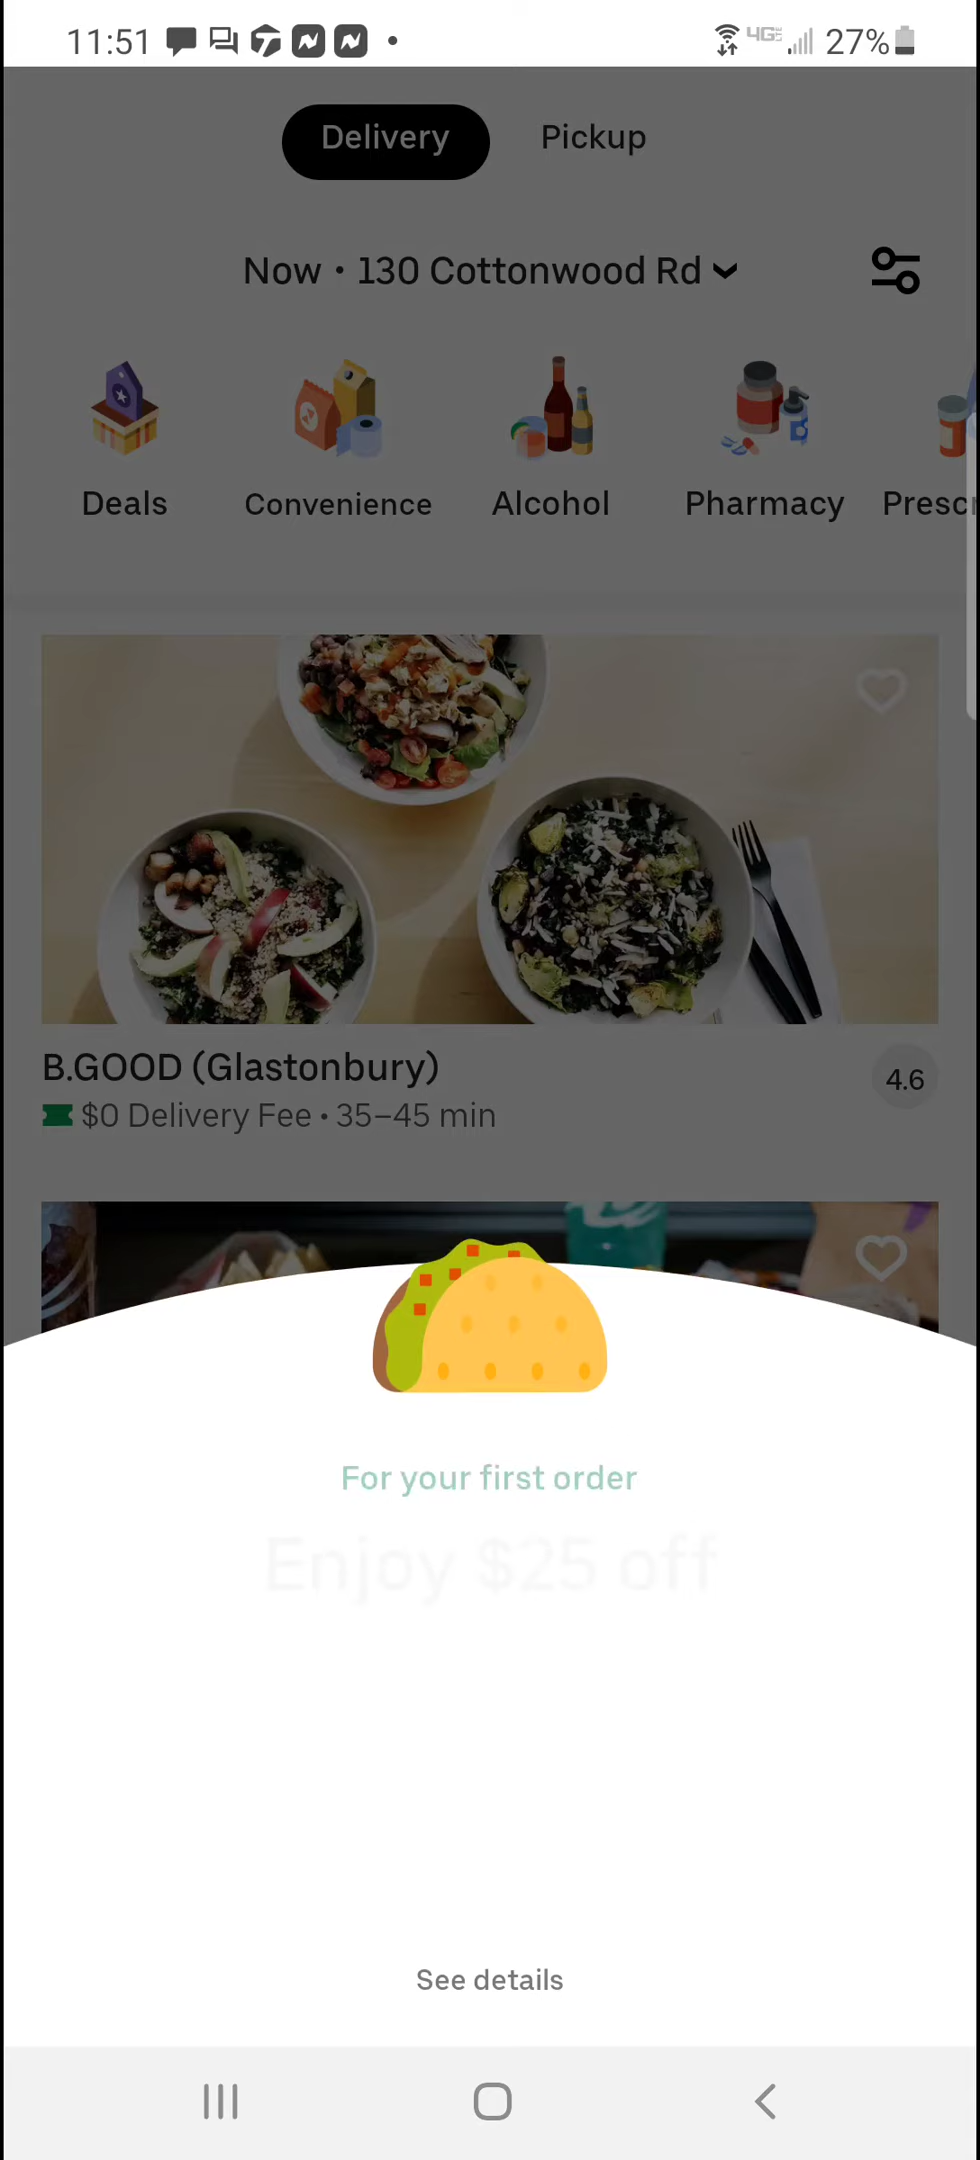 11:51
4GE 27%
Delivery Pickup
Now • 130 Cottonwood Rd
Deals Convenience Alcohol Pharmacy Presc
B.GOOD (Glastonbury) 4.6
$0 Delivery Fee • 35–45 min
For your first order
Enjoy $25 off
See details